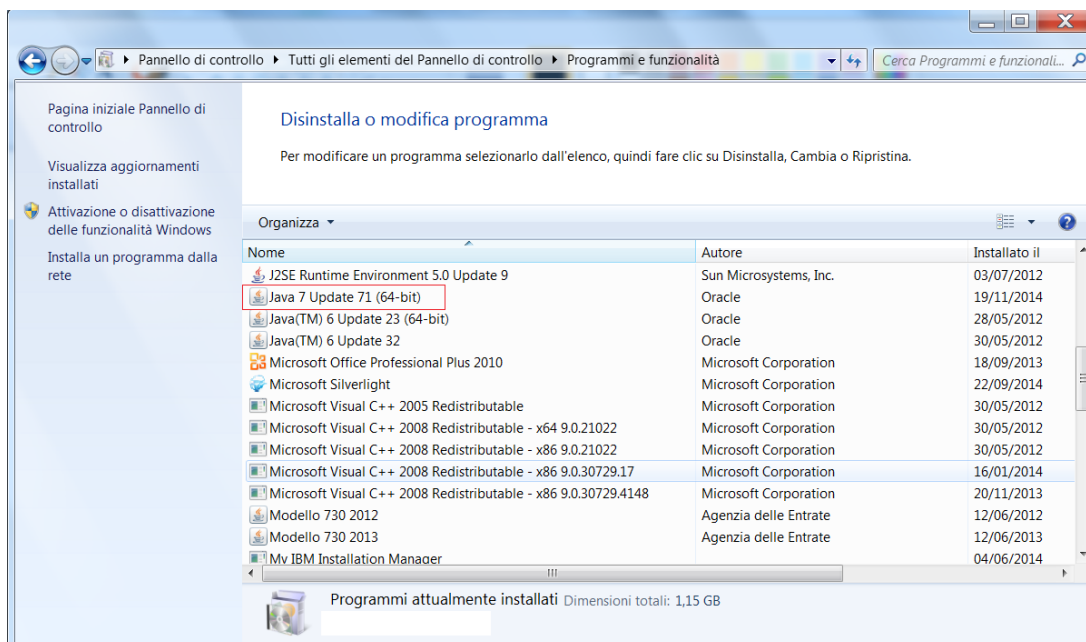 Pannello di controllo Tutti gli elementi del Pannello di controllo Programmi e funzionalità Cerca Programmi e funzionali...
Pagina iniziale Pannello di
controllo
Visualizza aggiornamenti
installati
Attivazione o disattivazione
delle funzionalità Windows
Installa un programma dalla
rete
Disinstalla o modifica programma
Per modificare un programma selezionarlo dall'elenco, quindi fare clic su Disinstalla, Cambia o Ripristina.
Organizza
Nome Autore Installato il
J2SE Runtime Environment 5.0 Update 9 Sun Microsystems, Inc. 03/07/2012
Java 7 Update 71 (64-bit) Oracle 19/11/2014
Java(TM) 6 Update 23 (64-bit) Oracle 28/05/2012
Java(TM) 6 Update 32 Oracle 30/05/2012
Microsoft Office Professional Plus 2010 Microsoft Corporation 18/09/2013
Microsoft Silverlight Microsoft Corporation 22/09/2014
Microsoft Visual C++ 2005 Redistributable Microsoft Corporation 30/05/2012
Microsoft Visual C++ 2008 Redistributable - x64 9.0.21022 Microsoft Corporation 30/05/2012
Microsoft Visual C++ 2008 Redistributable - x86 9.0.21022 Microsoft Corporation 30/05/2012
Microsoft Visual C++ 2008 Redistributable - x86 9.0.30729.17 Microsoft Corporation 16/01/2014
Microsoft Visual C++ 2008 Redistributable - x86 9.0.30729.4148 Microsoft Corporation 20/11/2013
Modello 730 2012 Agenzia delle Entrate 12/06/2012
Modello 730 2013 Agenzia delle Entrate 12/06/2013
My IBM Installation Manager 04/06/2014
Programmi attualmente installati Dimensioni totali: 1,15 GB